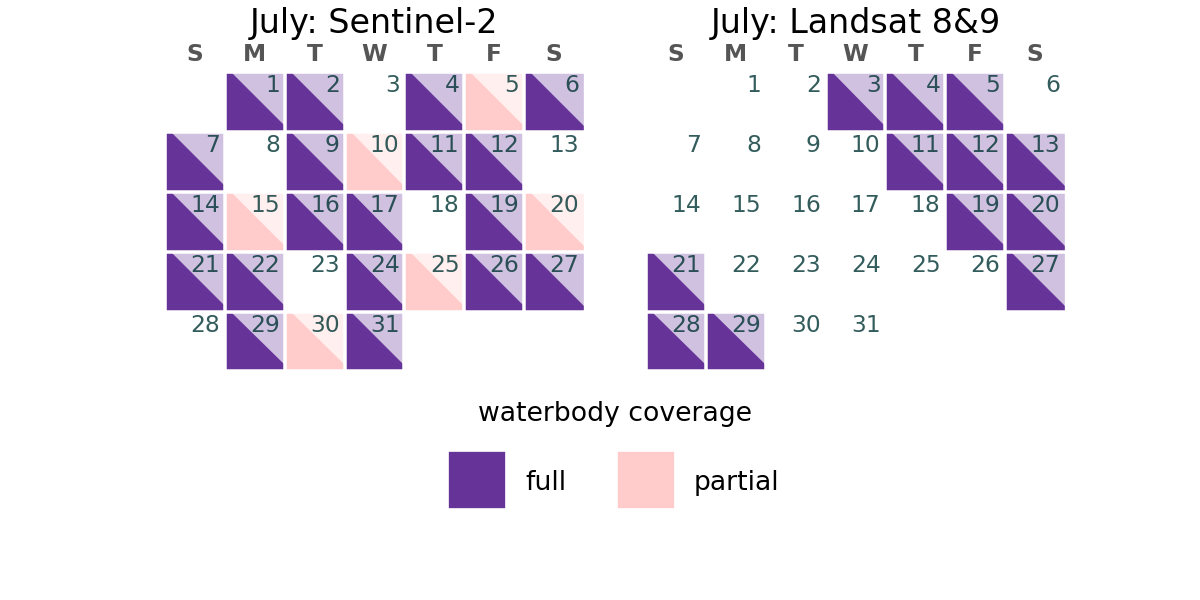 July: Sentinel-2
S M T W T F S
1 2 3 4 5 6
7 8 9 10 11 12 13
14 15 16 17 18 19 20
21 22 23 24 25 26 27
28 29 30 31
July: Landsat 8&9
S M T W T F S
1 2 3 4 5 6
7 8 9 10 11 12 13
14 15 16 17 18 19 20
21 22 23 24 25 26 27
28 29 30 31
waterbody coverage
full partial